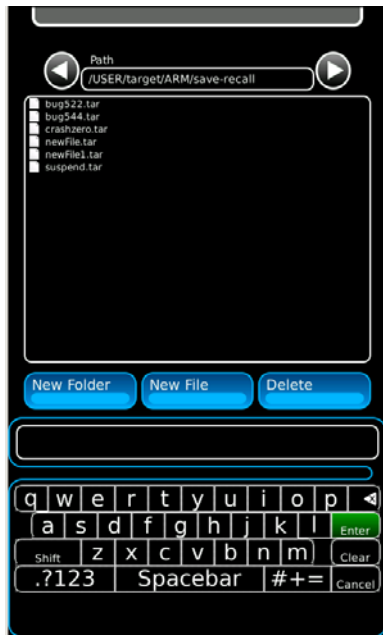 Path
/USER/target/ARM/save-recall
bug522.tar
bug544.tar
crashzero.tar
newFile.tar
newFile1.tar
suspend.tar
New Folder New File Delete
q w e r t y u i o p
a s d f g h j k l Enter
Shift z x c v b n m Clear
.?123 Spacebar #+= Cancel